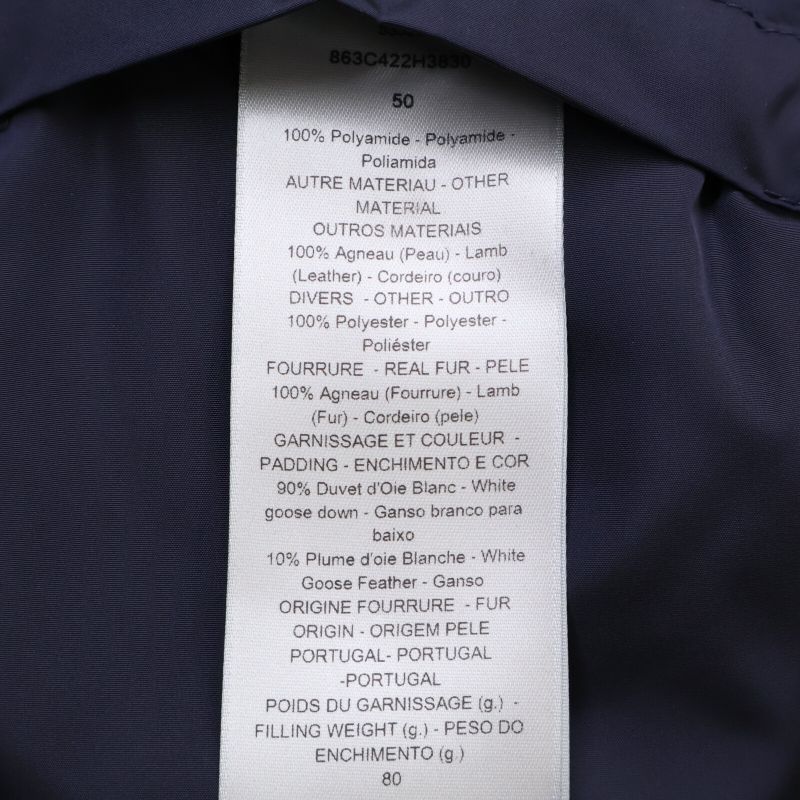 863C422H3830
50
100% Polyamide - Polyamide -
Poliamida
AUTRE MATERIAU - OTHER
MATERIAL
OUTROS MATERIAIS
100% Agneau (Peau) - Lamb
(Leather) - Cordeiro (couro)
DIVERS - OTHER - OUTRO
100% Polyester - Polyester -
Poliéster
FOURRURE - REAL FUR - PELE
100% Agneau (Fourrure) - Lamb
(Fur) - Cordeiro (pele)
GARNISSAGE ET COULEUR -
PADDING - ENCHIMENTO E COR
90% Duvet d'Oie Blanc - White
goose down - Ganso branco para
baixo
10% Plume d'oie Blanche - White
Goose Feather - Ganso
ORIGINE FOURRURE - FUR
ORIGIN - ORIGEM PELE
PORTUGAL- PORTUGAL
-PORTUGAL
POIDS DU GARNISSAGE (g.) -
FILLING WEIGHT (g.) - PESO DO
ENCHIMENTO (g.)
80